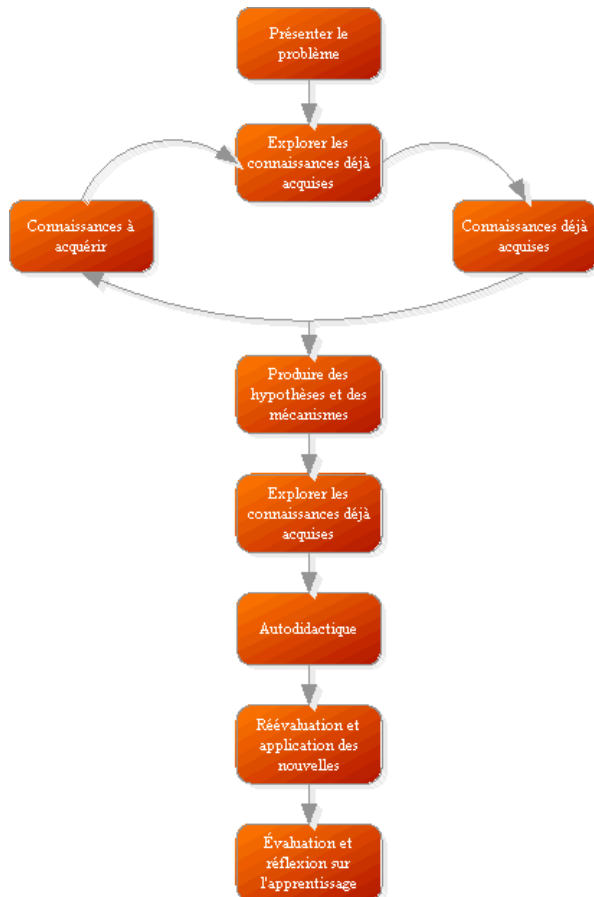 Présenter le
problème
Explorer les
connaissances déjà
acquises
Connaissances à
acquérir
Connaissances déjà
acquises
Produire des
hypothèses et des
mécanismes
Explorer les
connaissances déjà
acquises
Autodidactique
Réévaluation et
application des
nouvelles
Évaluation et
réflexion sur
l'apprentissage